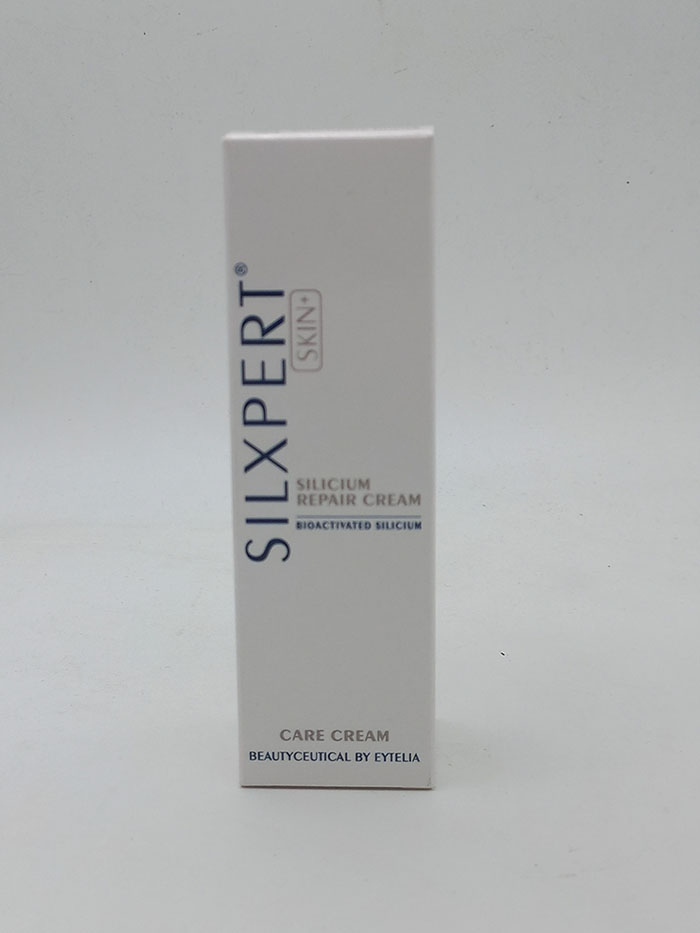 SILXPERT®
SKIN+
SILICIUM
REPAIR CREAM
BIOACTIVATED SILICIUM
CARE CREAM
BEAUTYCEUTICAL BY EYTELIA